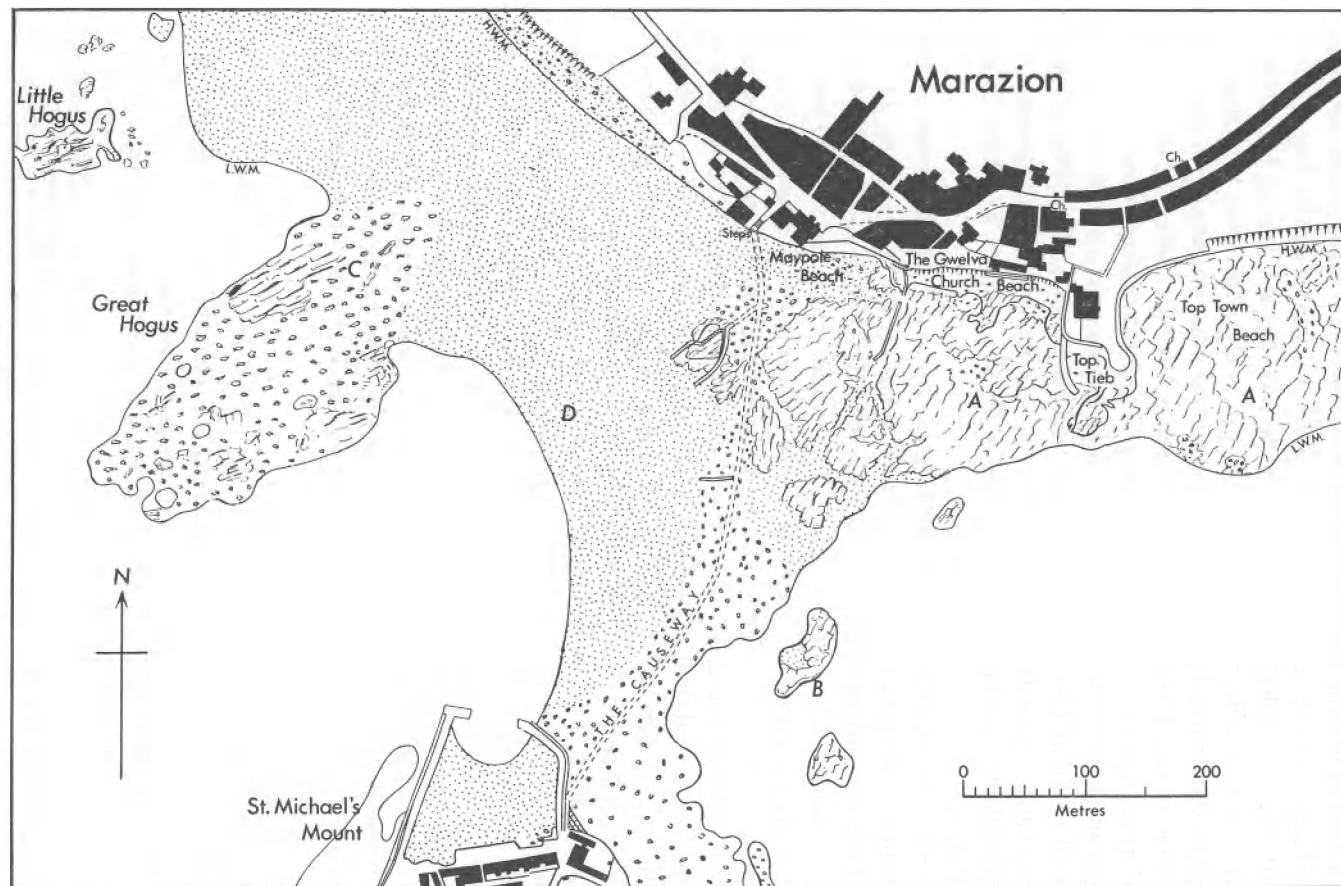 Marazion
H.W.M.
Little
Hogus
S
L.W.M.
Ch.
Ch.
Steps
Maypole
Beach
The Gwelva
Church Beach
H.W.M.
Top Town
Beach
C
Great
Hogus
Top
Tieb
D
A
A
L.W.M.
N
THE CAUSEWAY
B
St. Michael's
Mount
0 100 200
Metres